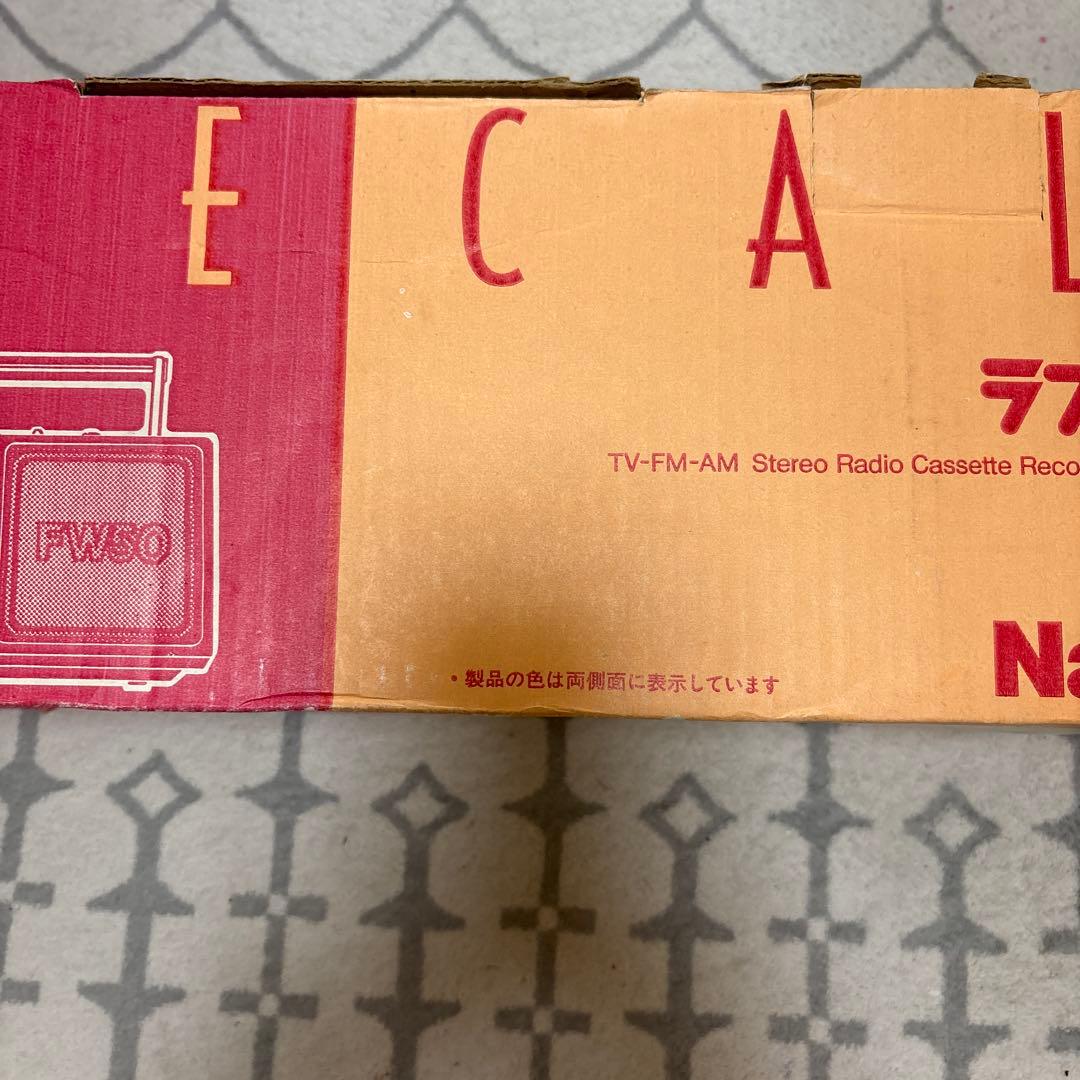 E C A L
ラブ
TV-FM-AM Stereo Radio Cassette Reco
FW50
Na
・製品の色は両側面に表示しています